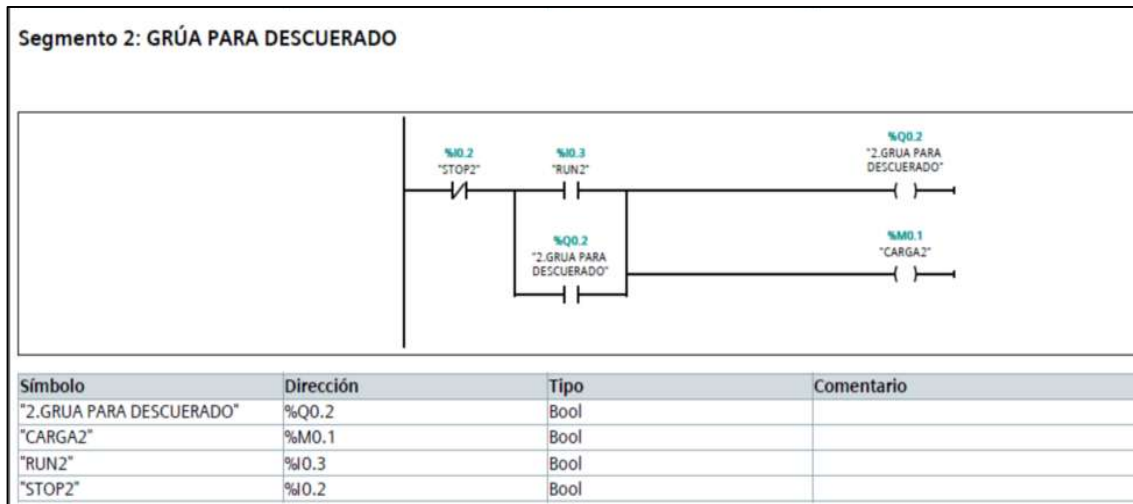 Segmento 2: GRÚA PARA DESCUERADO
%Q0.2
"2.GRUA PARA
DESCUERADO"
%I0.2
"STOP2"
%I0.3
"RUN2"
%Q0.2
"2.GRUA PARA
DESCUERADO"
%M0.1
"CARGA2"
Símbolo Dirección Tipo Comentario
"2.GRUA PARA DESCUERADO" %Q0.2 Bool
"CARGA2" %M0.1 Bool
"RUN2" %I0.3 Bool
"STOP2" %I0.2 Bool